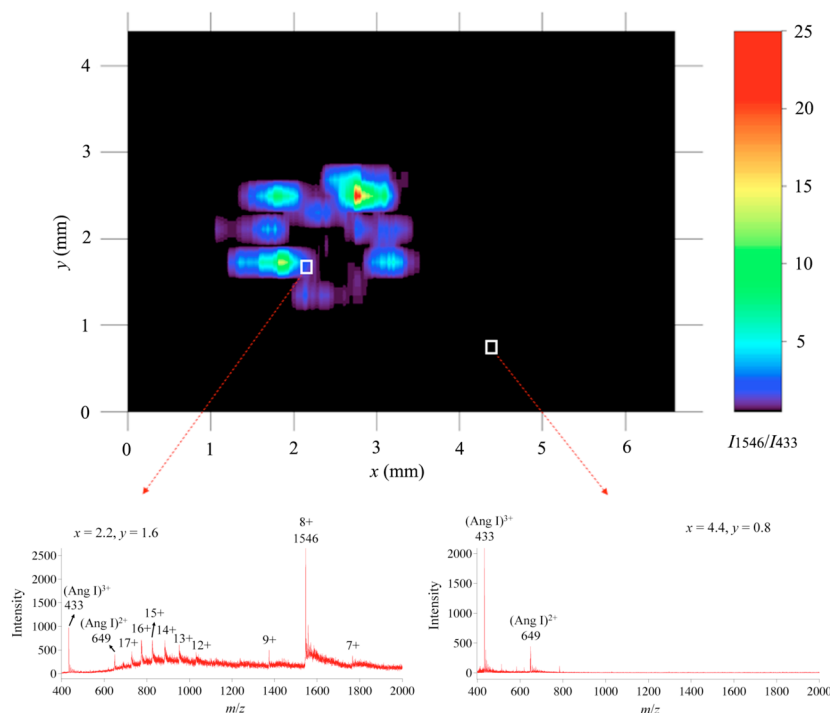 4
3
2
1
0
y (mm)
0
1
2
3
4
5
6
x (mm)
25
20
15
10
5
I1546/I433
x = 2.2, y = 1.6
8+
1546
2500
2000
1500
1000
500
0
Intensity
(Ang I)3+
433
(Ang I)2+
649
17+
16+
15+
14+
13+
12+
9+
7+
400 600 800 1000 1200 1400 1600 1800 2000
m/z
(Ang I)3+
433
x = 4.4, y = 0.8
2000
1500
1000
500
0
Intensity
(Ang I)2+
649
400 600 800 1000 1200 1400 1600 1800 2000
m/z